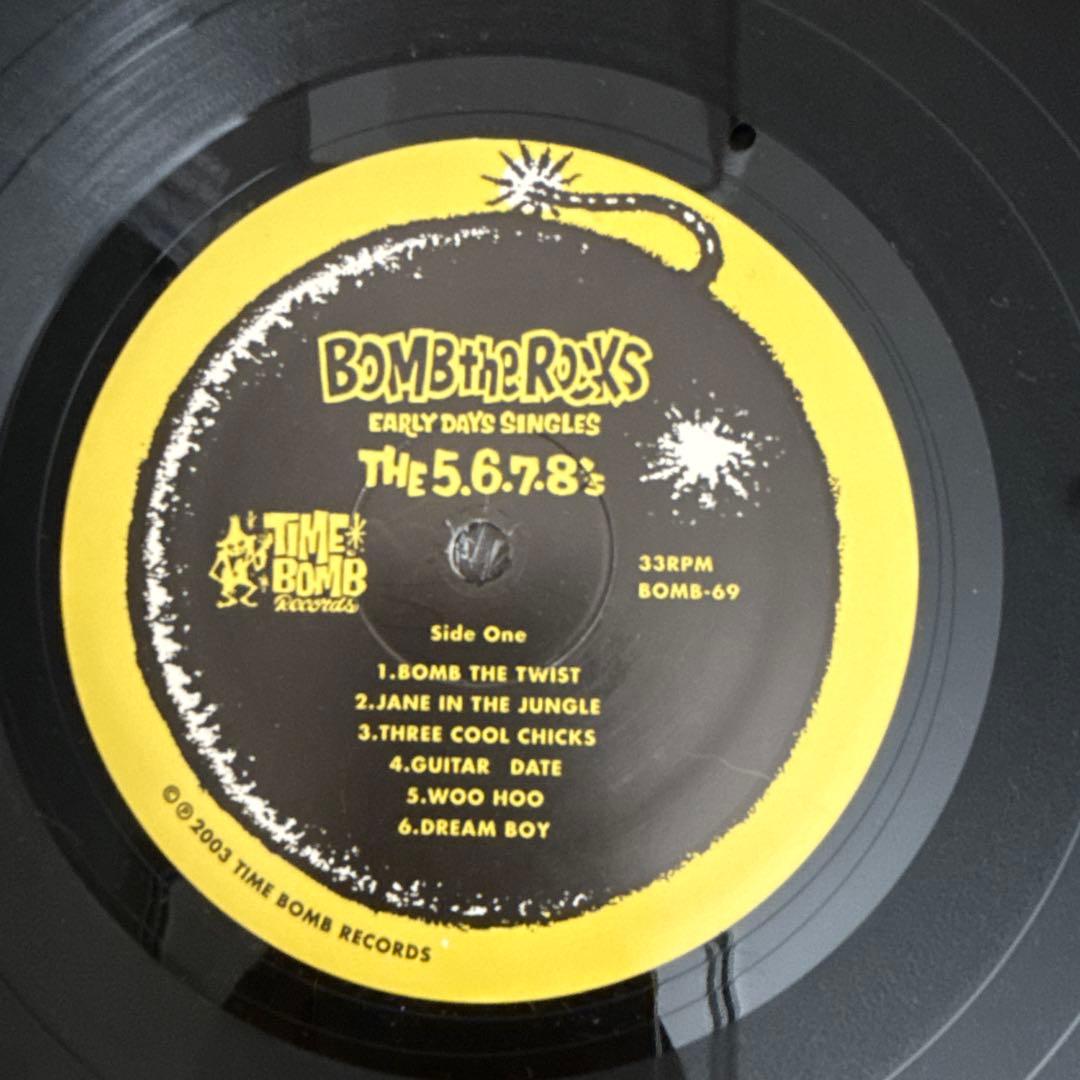 BOMB the ROCKS
EARLY DAYS SINGLES
THE 5.6.7.8's
TIME BOMB Records
33RPM
BOMB-69
Side One
1.BOMB THE TWIST
2.JANE IN THE JUNGLE
3.THREE COOL CHICKS
4.GUITAR DATE
5.WOO HOO
6.DREAM BOY
© ℗ 2003 TIME BOMB RECORDS